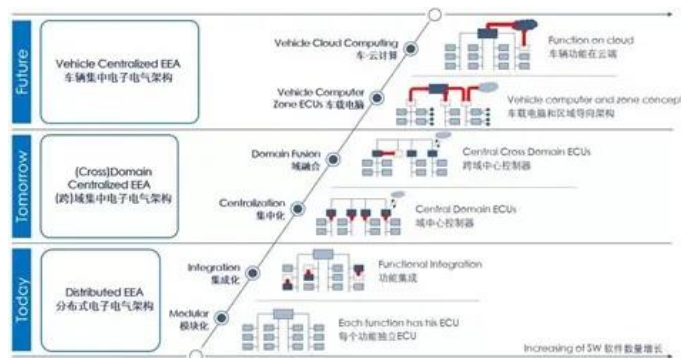 Future
Vehicle Centralized EEA
车辆集中电子电气架构
Vehicle Cloud Computing
车-云计算
Function on cloud
车辆功能在云端
Vehicle Computer
Zone ECUs 车载电脑
Vehicle computer and zone concept
车载电脑和区域导向架构
Tomorrow
(Cross)Domain
Centralized EEA
(跨)域集中电子电气架构
Domain Fusion
域融合
Central Cross Domain ECUs
跨域中心控制器
Centralization
集中化
Central Domain ECUs
域中心控制器
Today
Distributed EEA
分布式电子电气架构
Integration
集成化
Functional Integration
功能集成
Modular
模块化
Each function has his ECU
每个功能独立ECU
Increasing of SW 软件数量增长